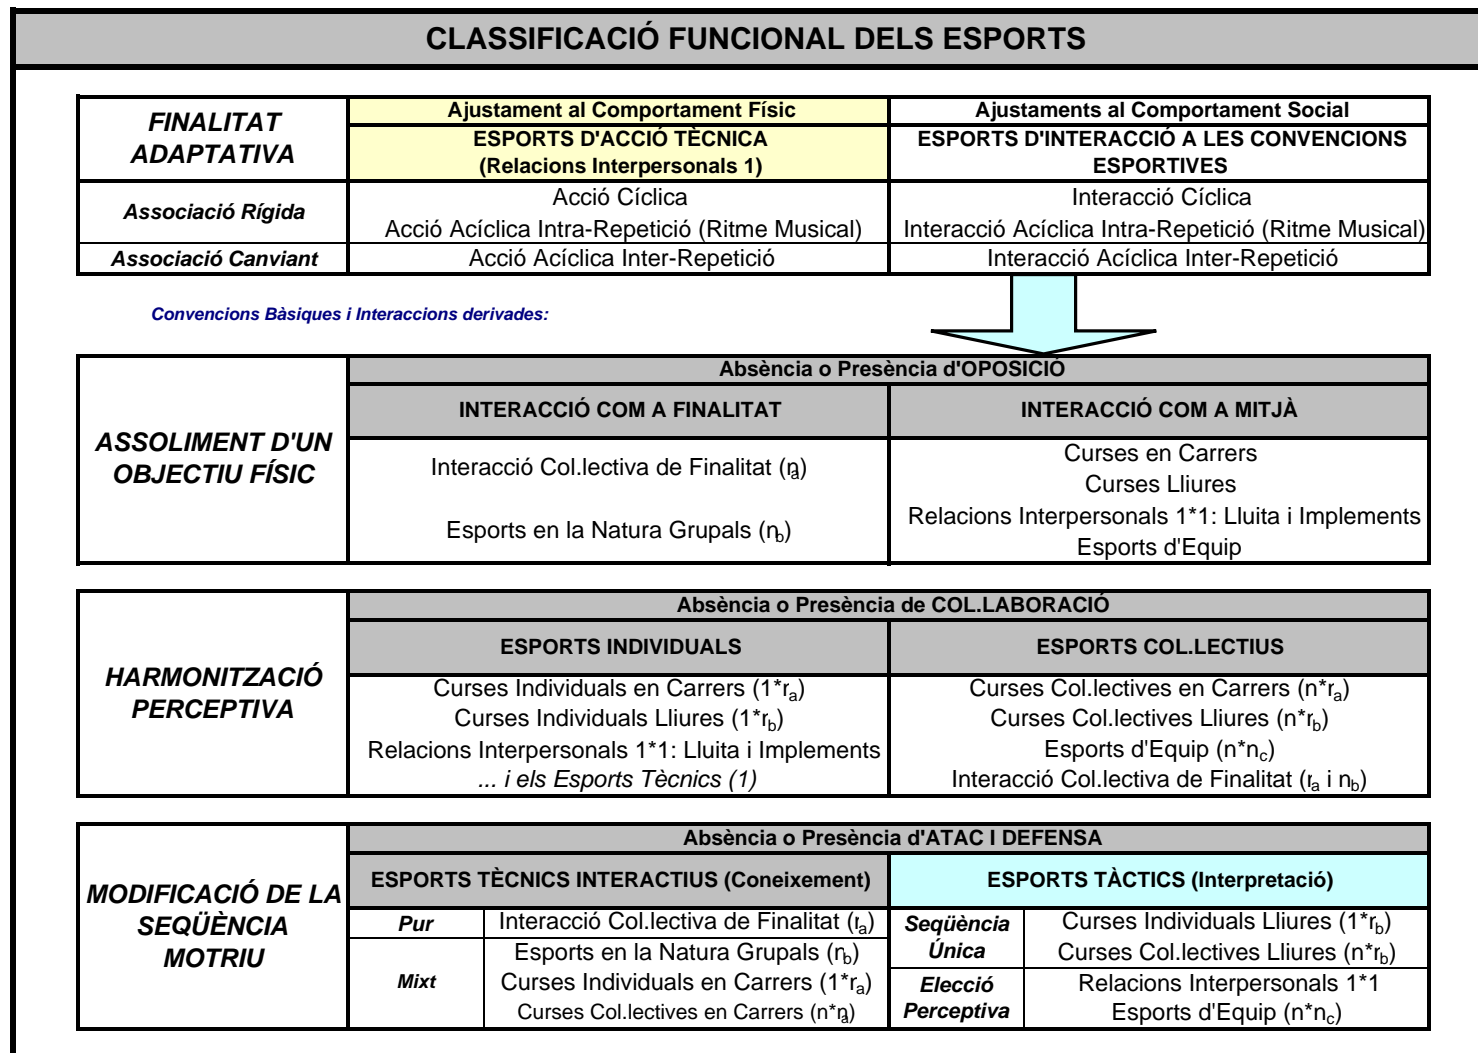 CLASSIFICACIÓ FUNCIONAL DELS ESPORTS
FINALITAT
ADAPTATIVA
Ajustament al Comportament Físic
Ajustaments al Comportament Social
ESPORTS D'ACCIÓ TÈCNICA
(Relacions Interpersonals 1)
ESPORTS D'INTERACCIÓ A LES CONVENCIONS
ESPORTIVES
Associació Rígida
Acció Cíclica
Acció Acíclica Intra-Repetició (Ritme Musical)
Interacció Cíclica
Interacció Acíclica Intra-Repetició (Ritme Musical)
Associació Canviant
Acció Acíclica Inter-Repetició
Interacció Acíclica Inter-Repetició
Convencions Bàsiques i Interaccions derivades:
ASSOLIMENT D'UN
OBJECTIU FÍSIC
Absència o Presència d'OPOSICIÓ
INTERACCIÓ COM A FINALITAT
INTERACCIÓ COM A MITJÀ
Interacció Col.lectiva de Finalitat (rₐ)
Esports en la Natura Grupals (n_b)
Curses en Carrers
Curses Lliures
Relacions Interpersonals 1*1: Lluita i Implements
Esports d'Equip
HARMONITZACIÓ
PERCEPTIVA
Absència o Presència de COL.LABORACIÓ
ESPORTS INDIVIDUALS
ESPORTS COL.LECTIUS
Curses Individuals en Carrers (1*rₐ)
Curses Individuals Lliures (1*r_b)
Relacions Interpersonals 1*1: Lluita i Implements
... i els Esports Tècnics (1)
Curses Col.lectives en Carrers (n*rₐ)
Curses Col.lectives Lliures (n*r_b)
Esports d'Equip (n*n_c)
Interacció Col.lectiva de Finalitat (rₐ i n_b)
MODIFICACIÓ DE LA
SEQÜÈNCIA
MOTRIU
Absència o Presència d'ATAC I DEFENSA
ESPORTS TÈCNICS INTERACTIUS (Coneixement)
ESPORTS TÀCTICS (Interpretació)
Pur
Interacció Col.lectiva de Finalitat (rₐ)
Mixt
Esports en la Natura Grupals (n_b)
Curses Individuals en Carrers (1*rₐ)
Curses Col.lectives en Carrers (n*rₐ)
Seqüència
Única
Curses Individuals Lliures (1*r_b)
Curses Col.lectives Lliures (n*r_b)
Elecció
Perceptiva
Relacions Interpersonals 1*1
Esports d'Equip (n*n_c)